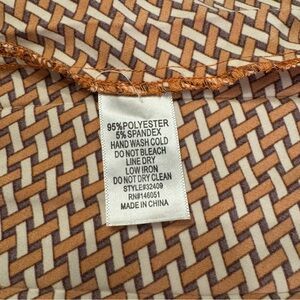 95%POLYESTER
5% SPANDEX
HAND WASH COLD
DO NOT BLEACH
LINE DRY
LOW IRON
DO NOT DRY CLEAN
STYLE#32409
RN#146051
MADE IN CHINA